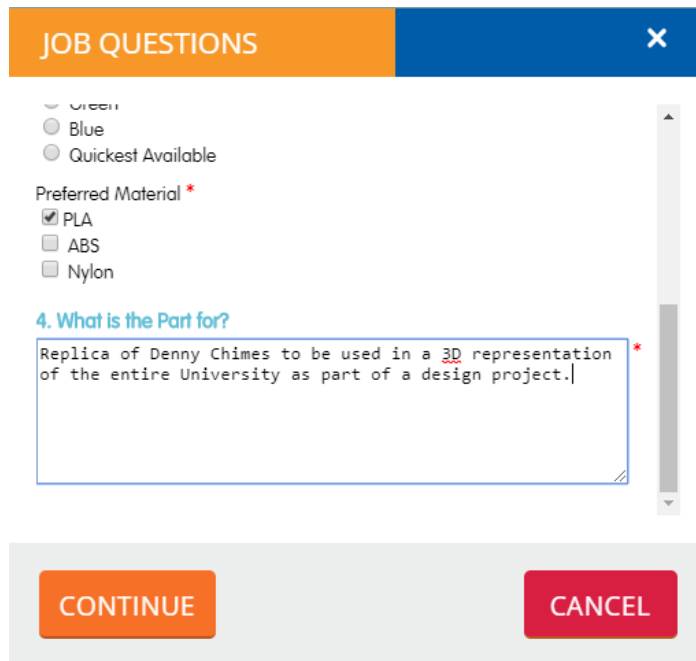 JOB QUESTIONS
Green
Blue
Quickest Available
Preferred Material *
PLA
ABS
Nylon
4. What is the Part for?
Replica of Denny Chimes to be used in a 3D representation *
of the entire University as part of a design project.
CONTINUE
CANCEL